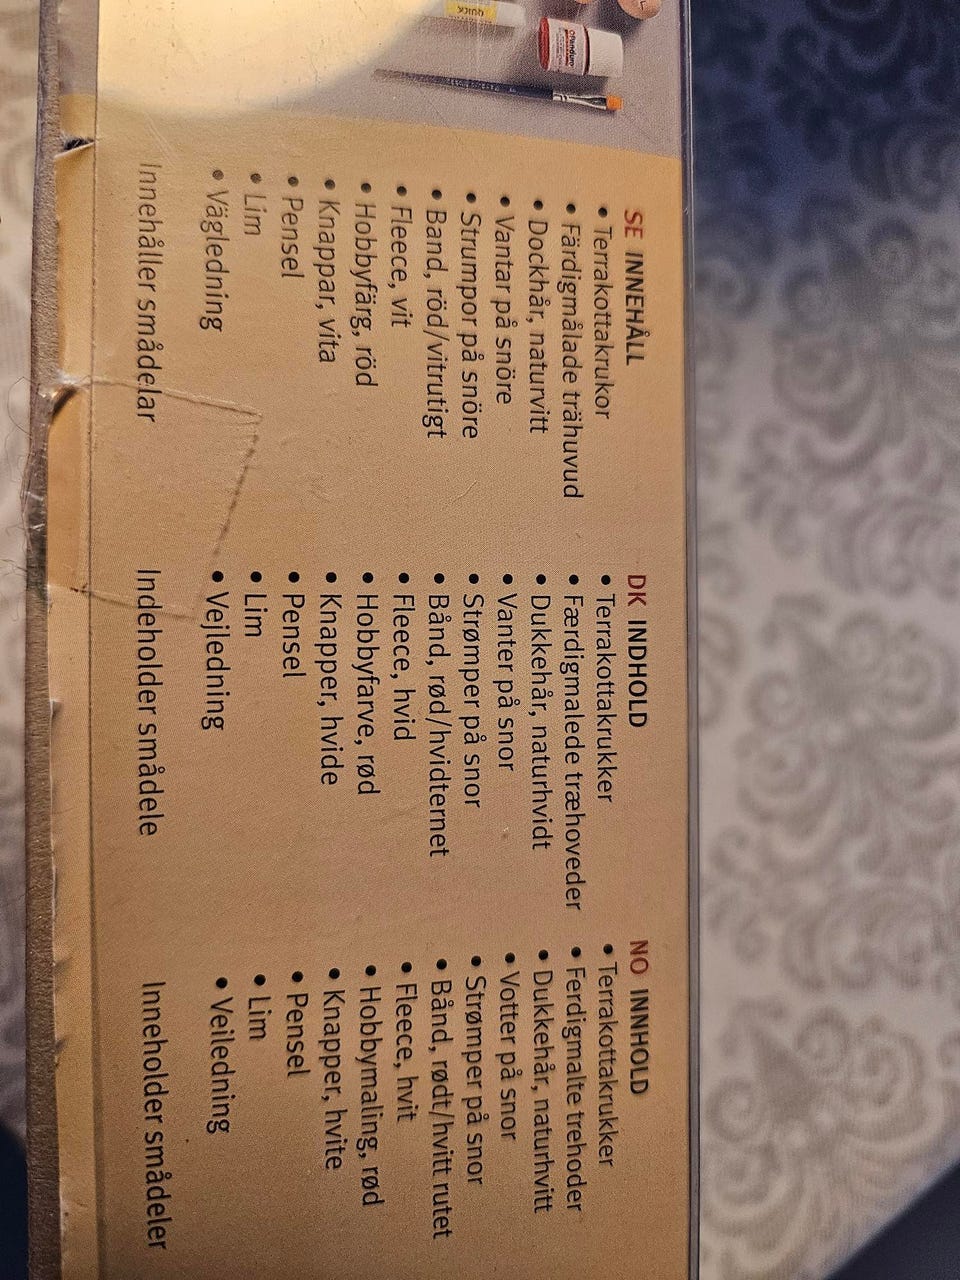 QUICK
Panduro
SE INNEHÅLL
• Terrakottakrukor
• Färdigmålade trähuvud
• Dockhår, naturvitt
• Vantar på snöre
• Strumpor på snöre
• Band, röd/vitrutigt
• Fleece, vit
• Hobbyfärg, röd
• Knappar, vita
• Pensel
• Lim
• Vägledning
Innehåller smådelar
DK INDHOLD
• Terrakottakrukker
• Færdigmalede træhoveder
• Dukkehår, naturhvidt
• Vanter på snor
• Strømper på snor
• Bånd, rød/hvidternet
• Fleece, hvid
• Hobbyfarve, rød
• Knapper, hvide
• Pensel
• Lim
• Vejledning
Indeholder smådele
NO INNHOLD
• Terrakottakrukker
• Ferdigmalte trehoder
• Dukkehår, naturhvitt
• Votter på snor
• Strømper på snor
• Bånd, rødt/hvitt rutet
• Fleece, hvit
• Hobbymaling, rød
• Knapper, hvite
• Pensel
• Lim
• Veiledning
Inneholder smådeler